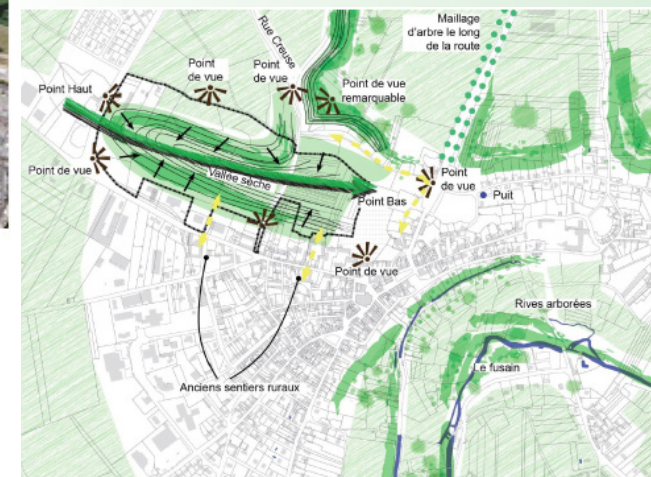 Maillage
d'arbre le long
de la route
Rue Creuse
Point
de vue
Point
de vue
Point de vue
remarquable
Point Haut
Point de vue
Vallée sèche
Point Bas
Point
de vue
Puit
Point de vue
Rives arborées
Le fusain
Anciens sentiers ruraux